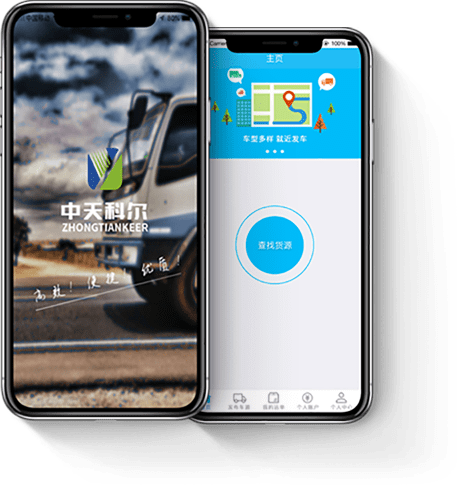 中国移动
80%
中天科尔
ZHONGTIANKEER
高效！ 便捷！ 优质！
Carrier
100%
主页
车型多样 就近发车
查找货源
发布车源
我的运单
个人账户
个人中心